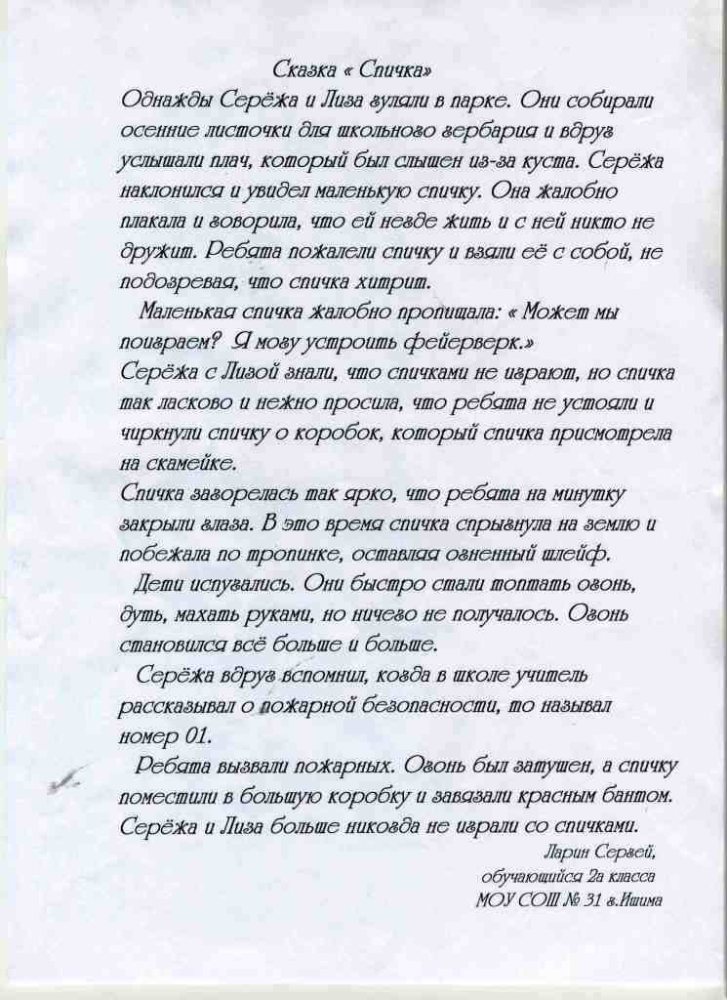 Сказка « Спичка»
Однажды Серёжа и Лиза гуляли в парке. Они собирали
осенние листочки для школьного гербария и вдруг
услышали плач, который был слышен из-за куста. Серёжа
наклонился и увидел маленькую спичку. Она жалобно
плакала и говорила, что ей негде жить и с ней никто не
дружит. Ребята пожалели спичку и взяли её с собой, не
подозревая, что спичка хитрит.
Маленькая спичка жалобно пропищала: « Может мы
поиграем? Я могу устроить фейерверк.»
Серёжа с Лизой знали, что спичками не играют, но спичка
так ласково и нежно просила, что ребята не устояли и
чиркнули спичку о коробок, который спичка присмотрела
на скамейке.
Спичка загорелась так ярко, что ребята на минутку
закрыли глаза. В это время спичка спрыгнула на землю и
побежала по тропинке, оставляя огненный шлейф.
Дети испугались. Они быстро стали топтать огонь,
дуть, махать руками, но ничего не получалось. Огонь
становился всё больше и больше.
Серёжа вдруг вспомнил, когда в школе учитель
рассказывал о пожарной безопасности, то называл
номер 01.
Ребята вызвали пожарных. Огонь был затушен, а спичку
поместили в большую коробку и завязали красным бантом.
Серёжа и Лиза больше никогда не играли со спичками.
Ларин Сергей,
обучающийся 2а класса
МОУ СОШ № 31 г.Ишима